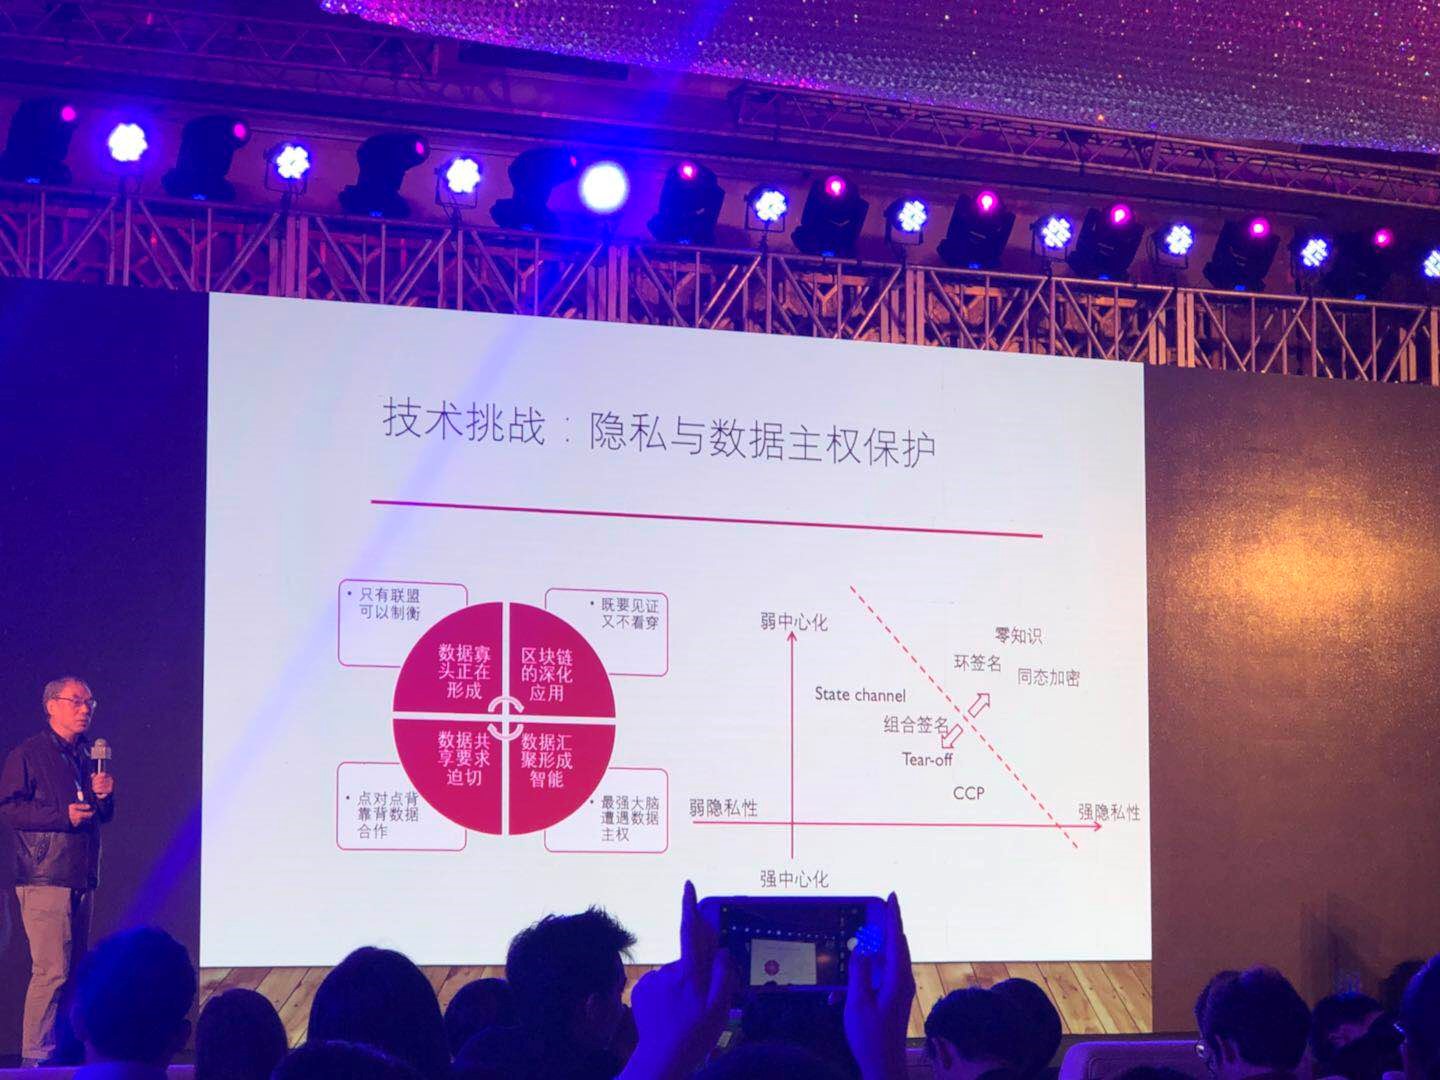 技术挑战：隐私与数据主权保护
• 只有联盟
可以制衡
• 既要见证
又不看穿
数据寡
头正在
形成
区块链
的深化
应用
数据共
享要求
迫切
数据汇
聚形成
智能
• 点对点背
靠背数据
合作
• 最强大脑
遭遇数据
主权
弱中心化
零知识
环签名
同态加密
State channel
组合签名
Tear-off
CCP
弱隐私性
强隐私性
强中心化